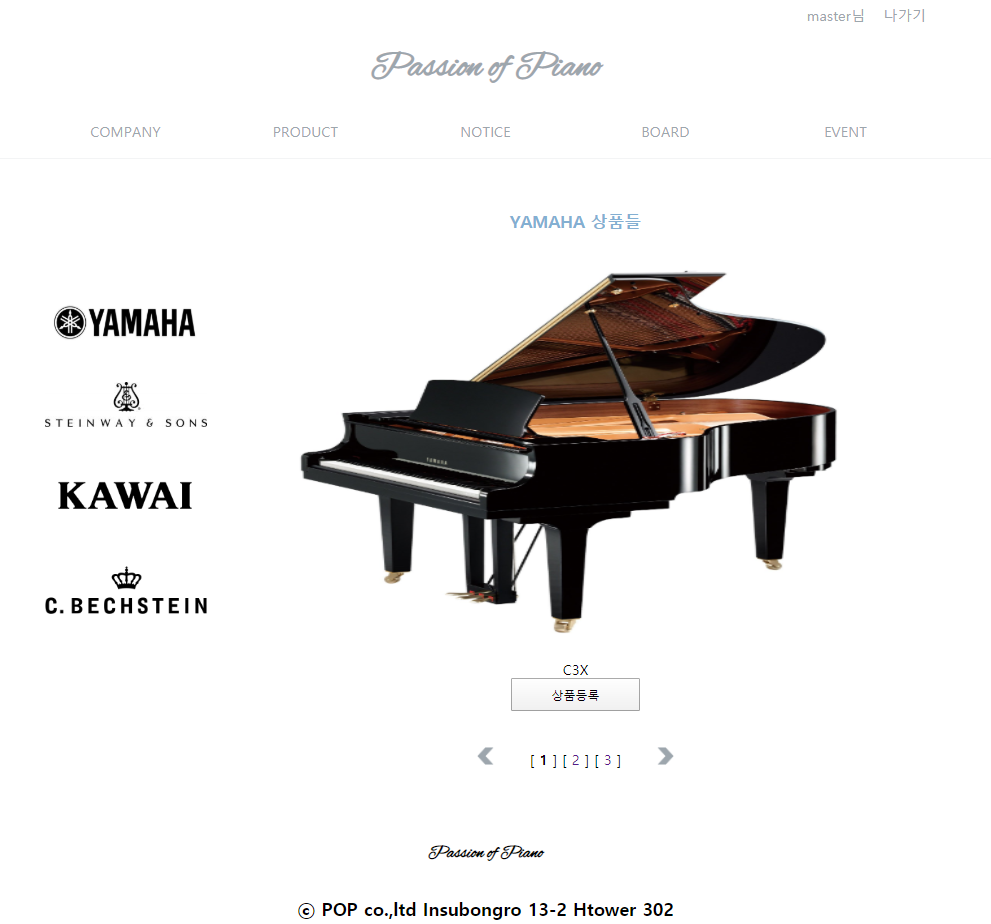 master님 나가기
Passion of Piano
COMPANY PRODUCT NOTICE BOARD EVENT
YAMAHA 상품들
YAMAHA
STEINWAY & SONS
KAWAI
C. BECHSTEIN
YAMAHA
C3X
상품등록
[ 1 ] [ 2 ] [ 3 ]
Passion of Piano
ⓒ POP co.,ltd Insubongro 13-2 Htower 302